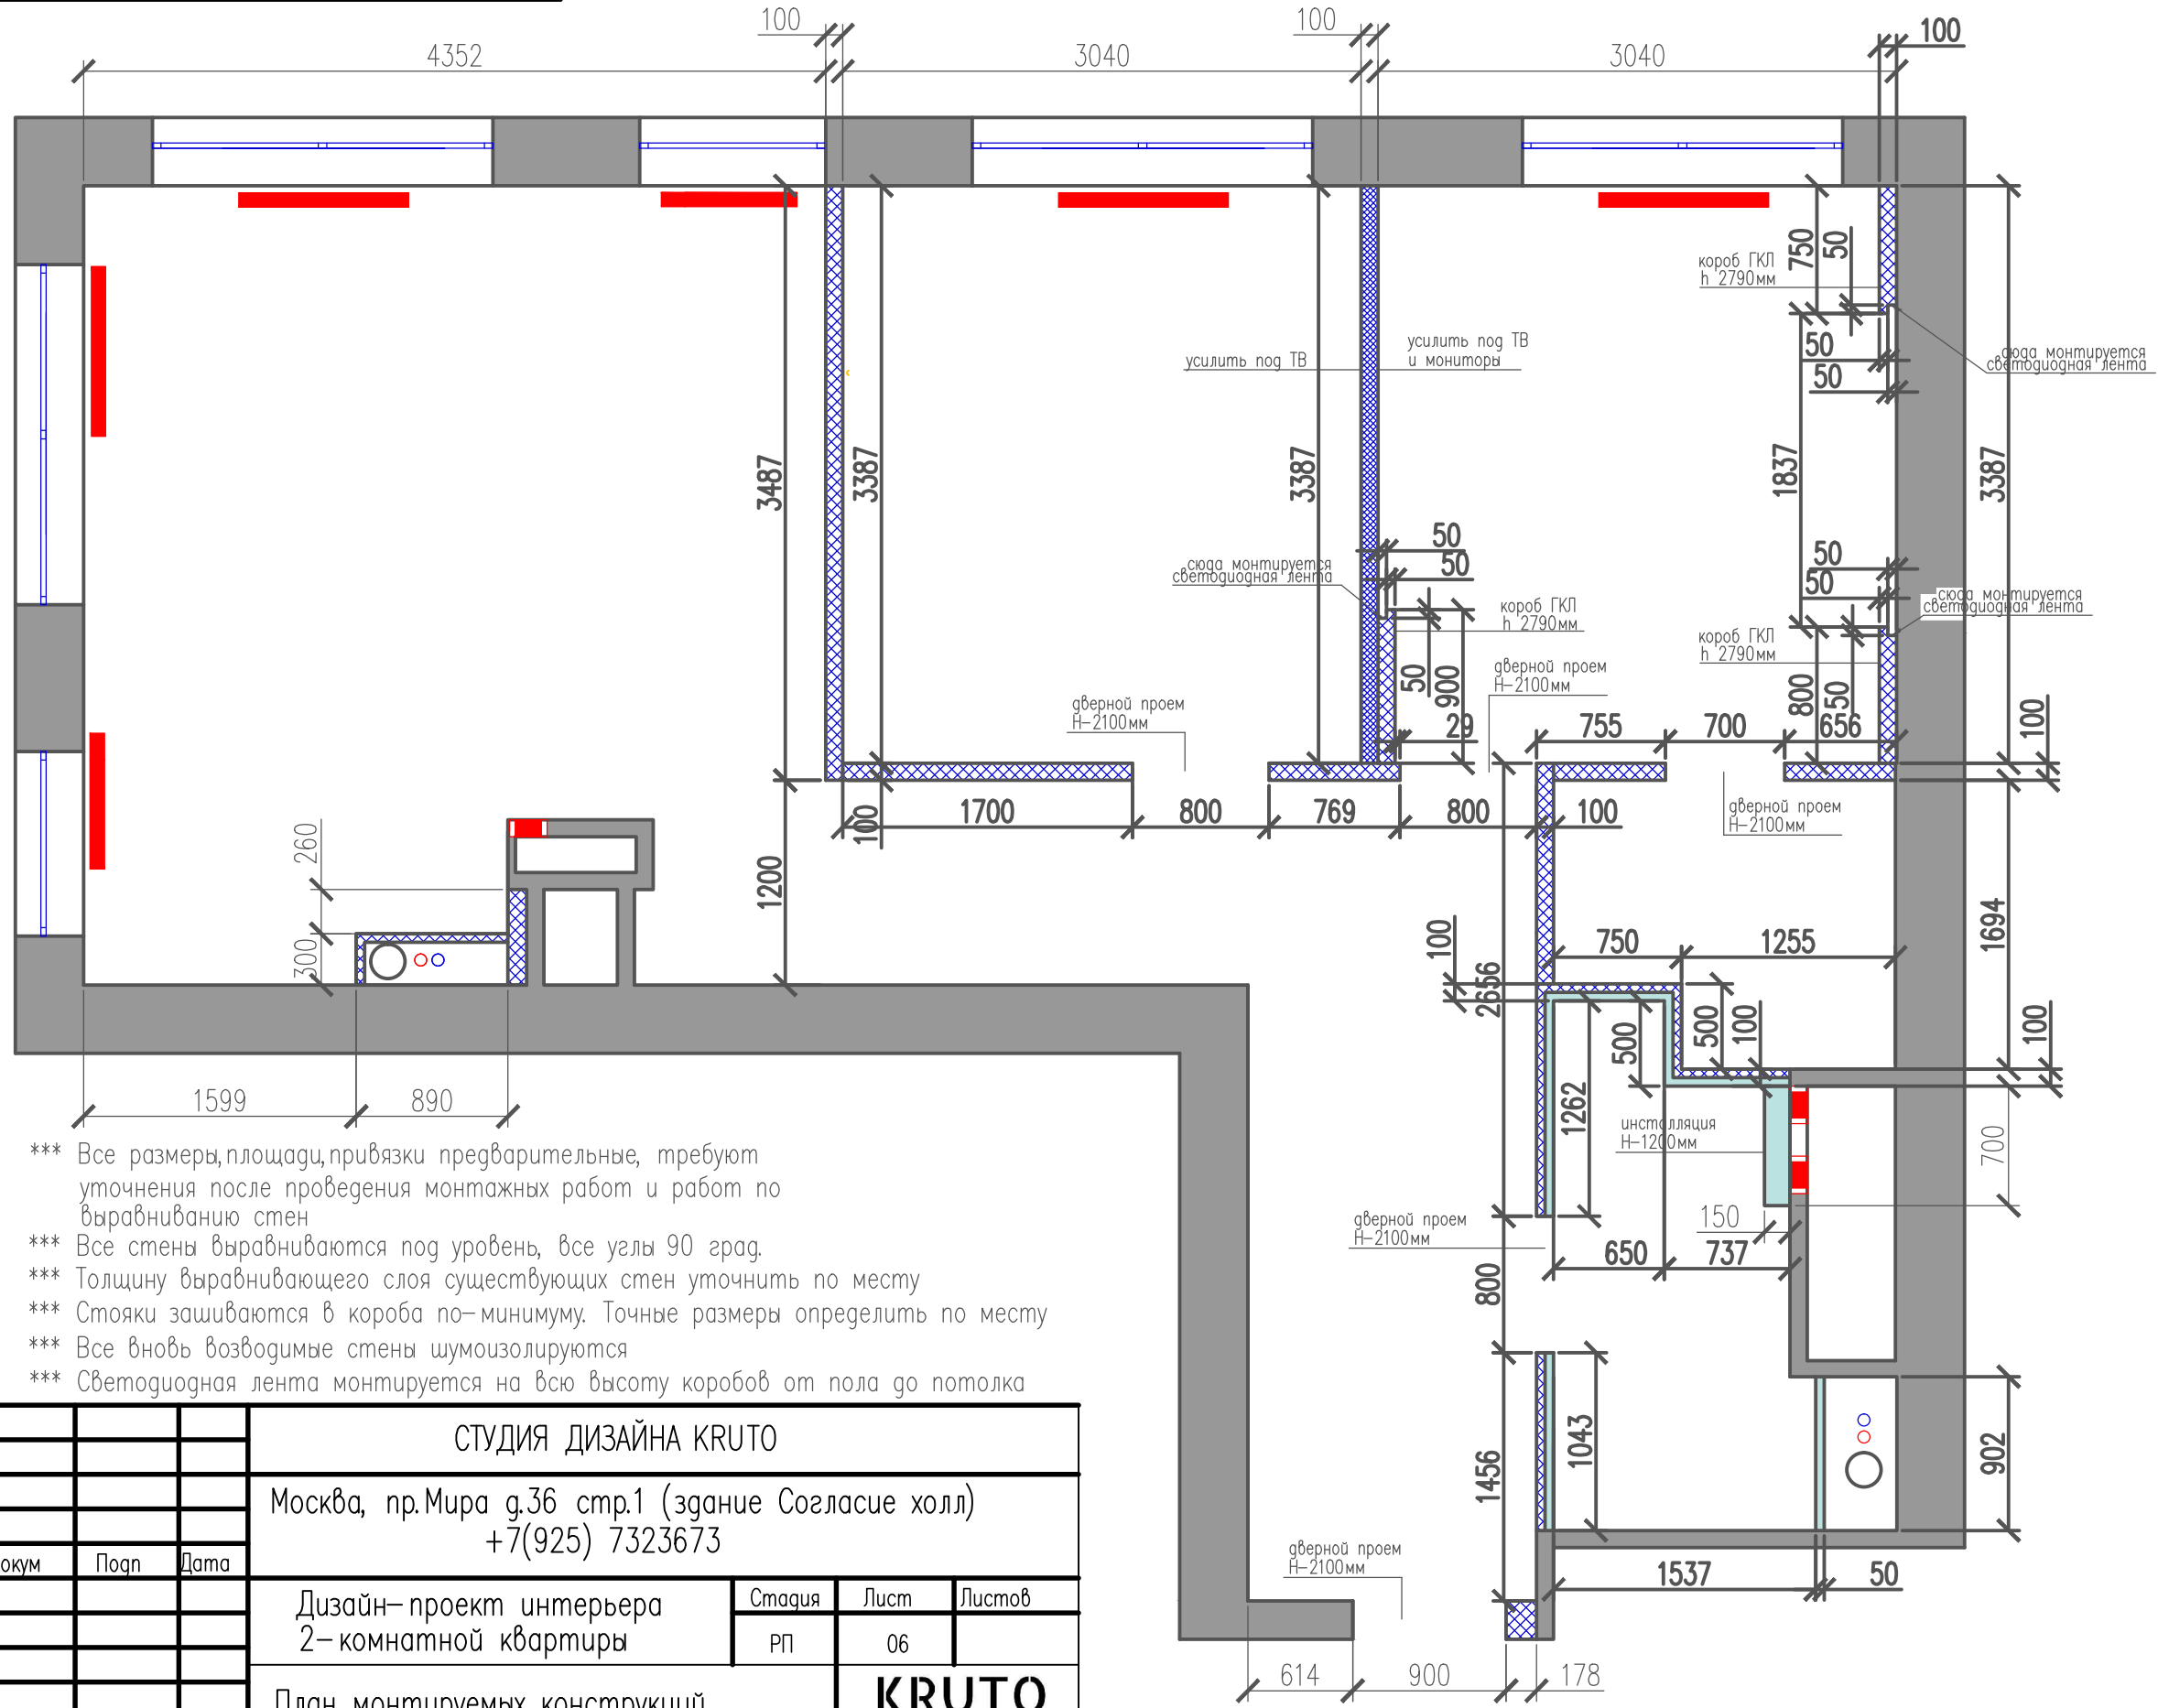 100
100
100
4352
3040
3040
750
50
короб ГКЛ
h 2790мм
50
50
сюда монтируется
светодиодная лента
усилить под ТВ
усилить под ТВ
и мониторы
3487
3387
3387
1837
3387
50
50
сюда монтируется
светодиодная лента
короб ГКЛ
h 2790мм
50
900
50
50
сюда монтируется
светодиодная лента
короб ГКЛ
h 2790мм
800
50
дверной проем
Н-2100мм
дверной проем
Н-2100мм
29
755
700
656
100
1700
800
769
800
100
100
дверной проем
Н-2100мм
260
300
1200
100
2656
750
1255
1694
500
500
100
100
1262
инсталляция
Н-1200мм
700
150
650
737
дверной проем
Н-2100мм
800
1599
890
*** Все размеры,площади,привязки предварительные, требуют
уточнения после проведения монтажных работ и работ по
выравниванию стен
*** Все стены выравниваются под уровень, все углы 90 град.
*** Толщину выравнивающего слоя существующих стен уточнить по месту
*** Стояки зашиваются в короба по-минимуму. Точные размеры определить по месту
*** Все вновь возводимые стены шумоизолируются
*** Светодиодная лента монтируется на всю высоту коробов от пола до потолка
1456
1043
902
1537
50
дверной проем
Н-2100мм
614
900
178
СТУДИЯ ДИЗАЙНА KRUTO
Москва, пр.Мира д.36 стр.1 (здание Согласие холл)
+7(925) 7323673
окум Подп Дата
Дизайн-проект интерьера
2-комнатной квартиры
Стадия Лист Листов
РП 06
План монтируемых конструкций
KRUTO